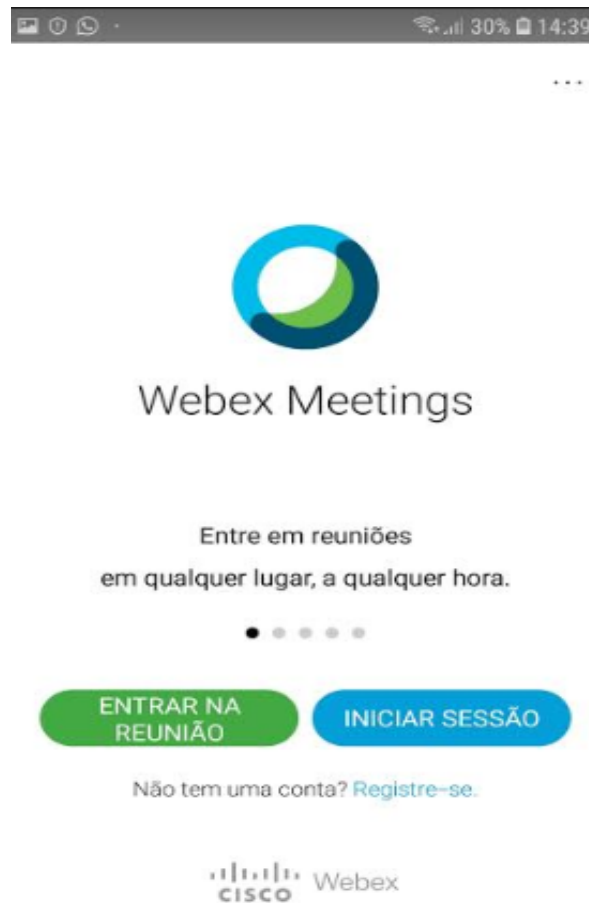 30% 14:39
...
Webex Meetings
Entre em reuniões
em qualquer lugar, a qualquer hora.
ENTRAR NA
REUNIÃO
INICIAR SESSÃO
Não tem uma conta? Registre-se.
CISCO Webex